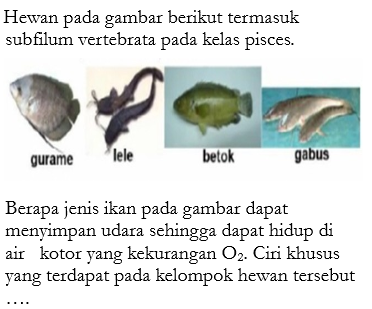 Hewan pada gambar berikut termasuk
subfilum vertebrata pada kelas pisces.
gurame lele betok gabus
Berapa jenis ikan pada gambar dapat
menyimpan udara sehingga dapat hidup di
air kotor yang kekurangan O₂. Ciri khusus
yang terdapat pada kelompok hewan tersebut
....